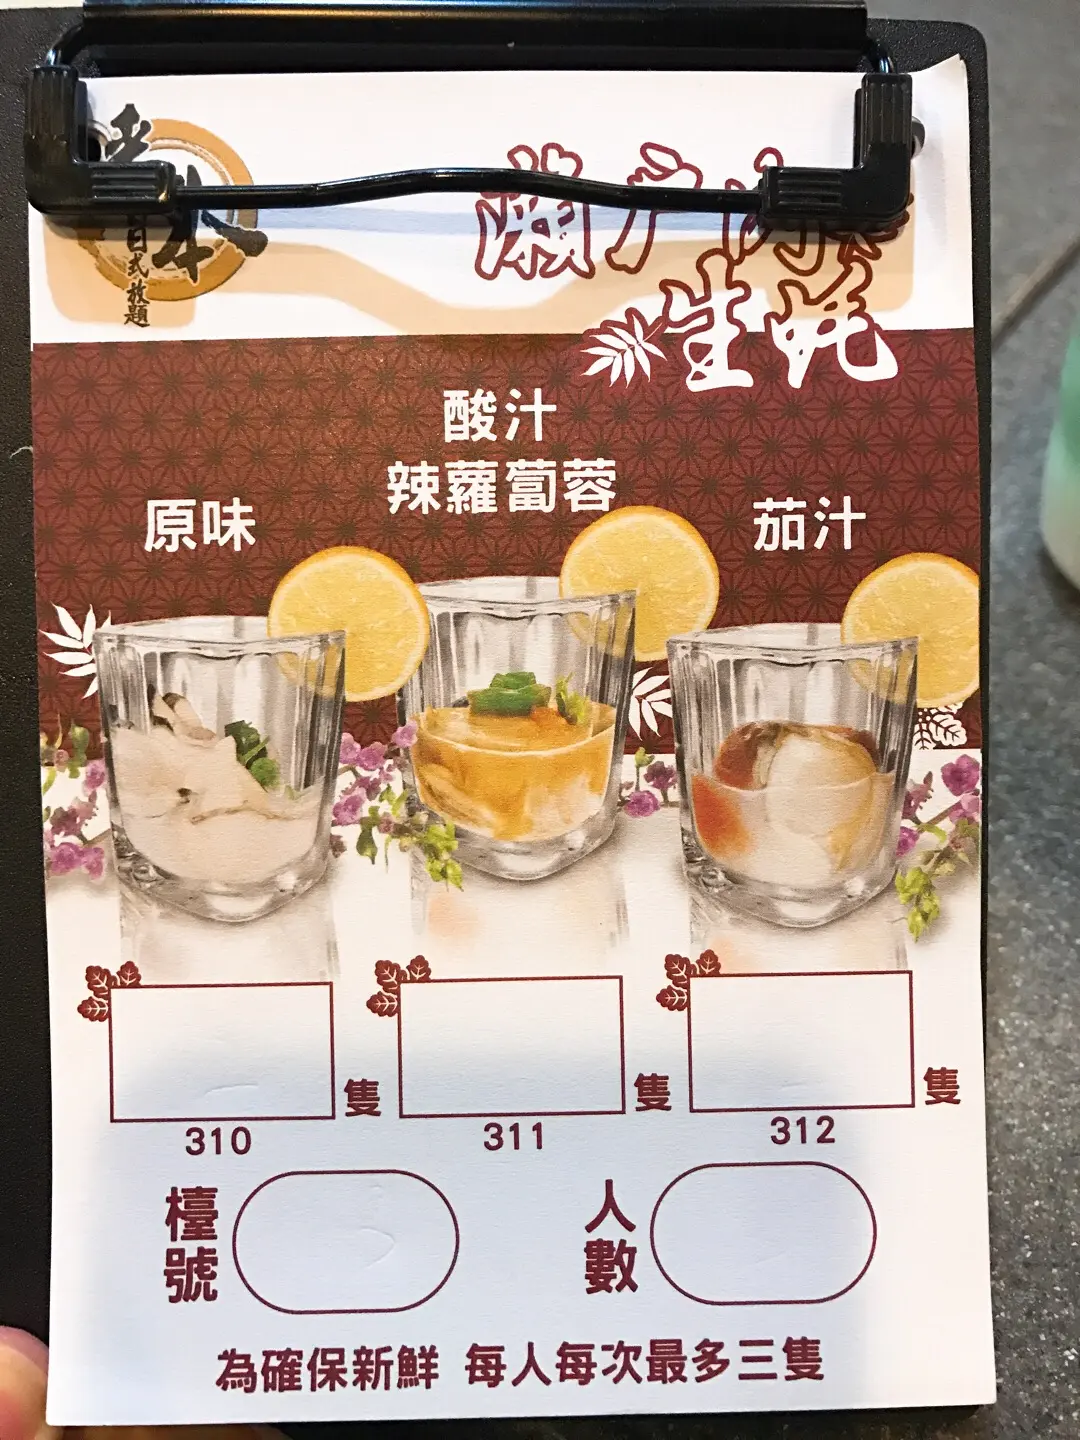 日式放題
瀨戶內海
生蚝
酸汁
辣蘿蔔蓉
原味
茄汁
隻
隻
隻
310
311
312
檯號
人數
為確保新鮮 每人每次最多三隻